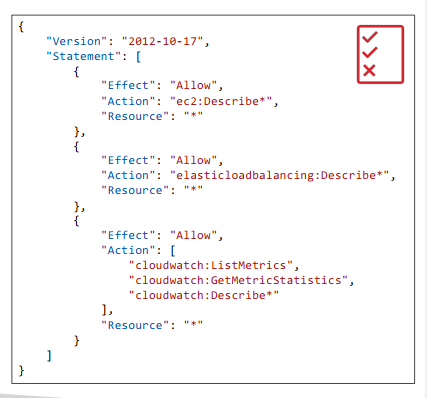 {
"Version": "2012-10-17",
"Statement": [
{
"Effect": "Allow",
"Action": "ec2:Describe*",
"Resource": "*"
},
{
"Effect": "Allow",
"Action": "elasticloadbalancing:Describe*",
"Resource": "*"
},
{
"Effect": "Allow",
"Action": [
"cloudwatch:ListMetrics",
"cloudwatch:GetMetricStatistics",
"cloudwatch:Describe*"
],
"Resource": "*"
}
]
}